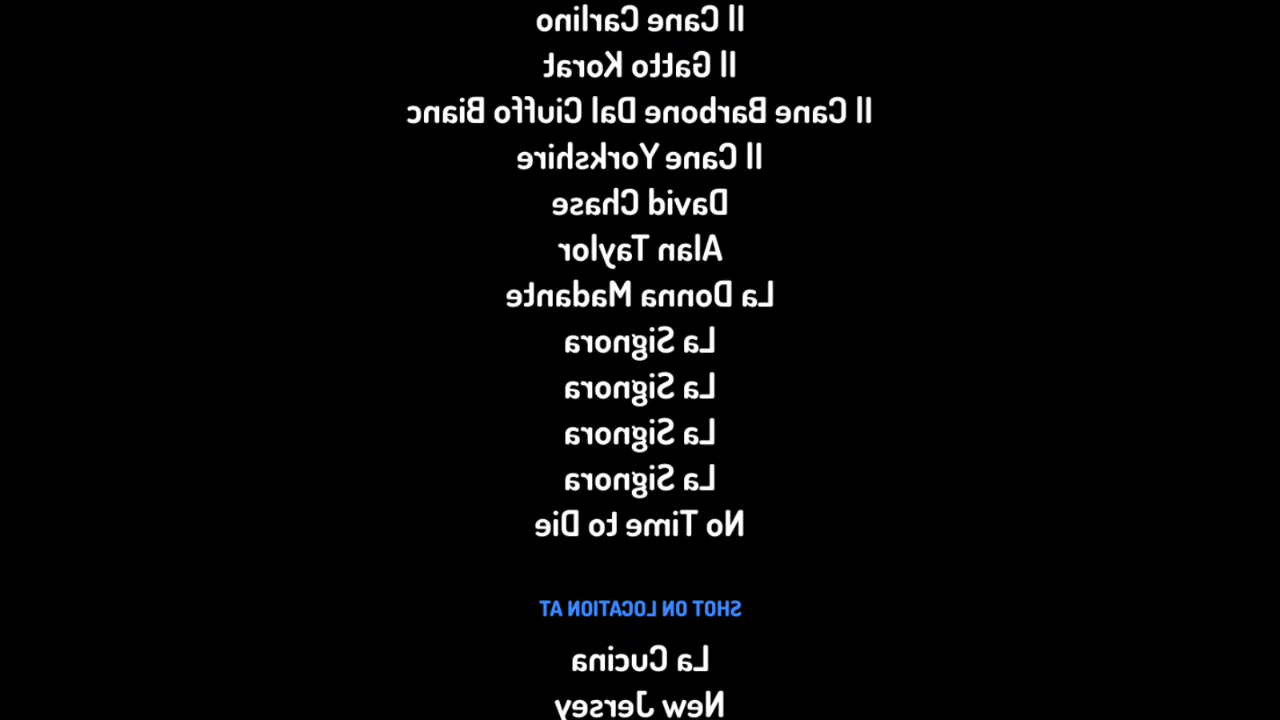 Il Cane Carlino
Il Gatto Korat
Il Cane Barbone Dal Ciuffo Bianc
Il Cane Yorkshire
David Chase
Alan Taylor
La Donna Madante
La Signora
La Signora
La Signora
La Signora
No Time to Die
SHOT ON LOCATION AT
La Cucina
New Jersey